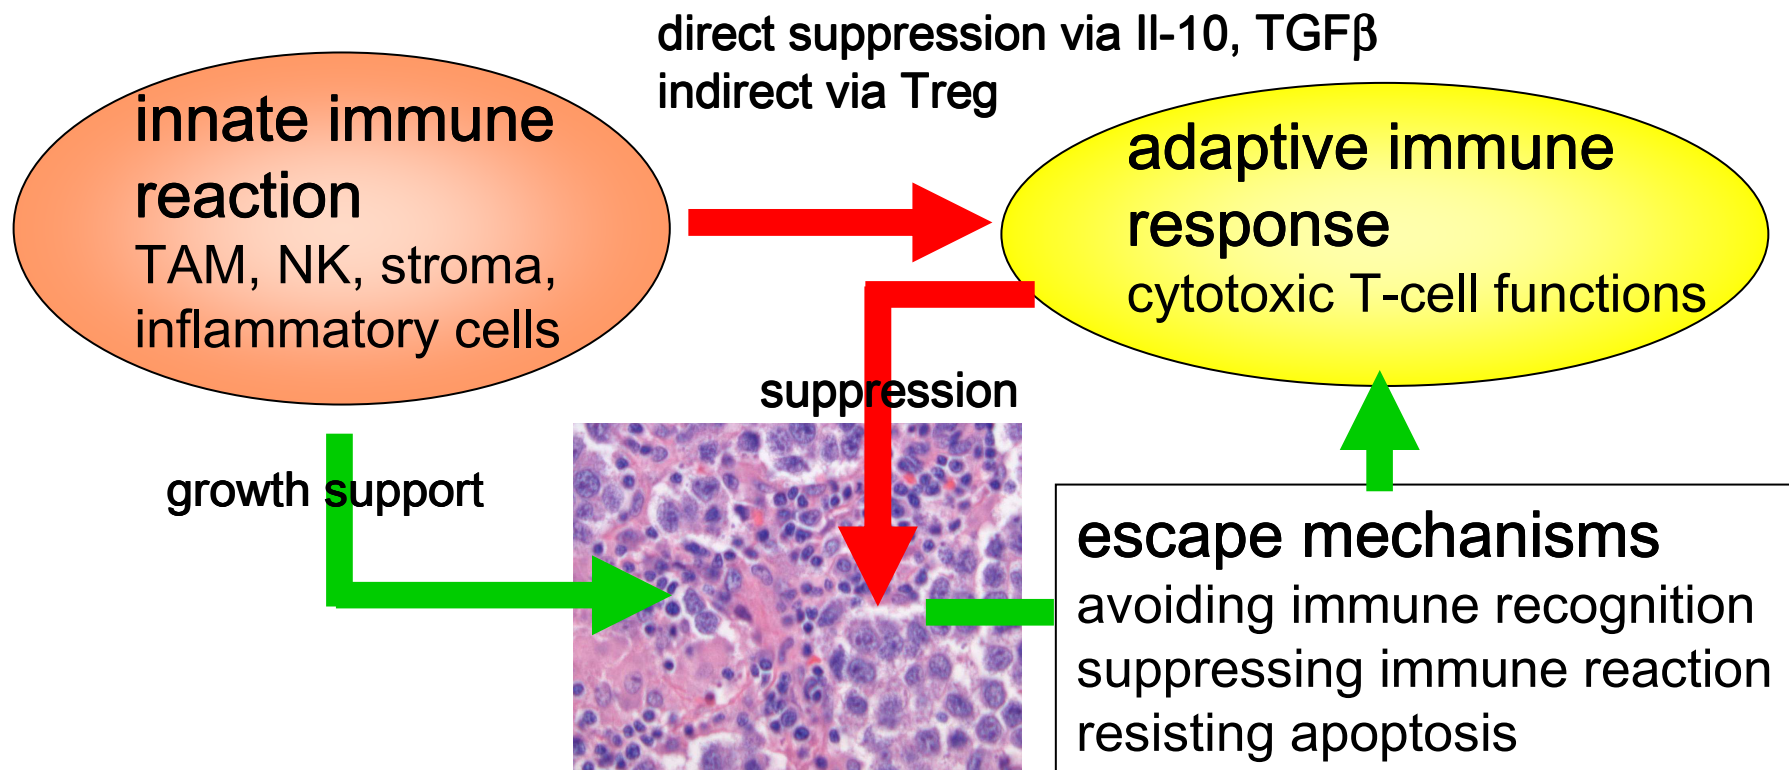 direct suppression via Il-10, TGFβ
indirect via Treg
innate immune
reaction
TAM, NK, stroma,
inflammatory cells
adaptive immune
response
cytotoxic T-cell functions
suppression
growth support
escape mechanisms
avoiding immune recognition
suppressing immune reaction
resisting apoptosis